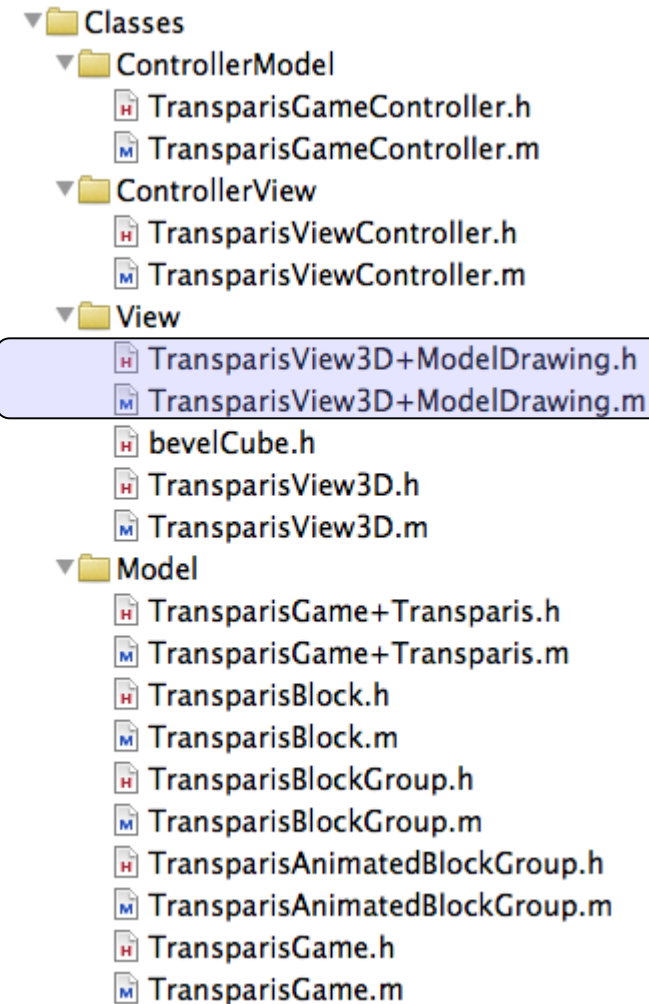 Classes
ControllerModel
H TransparisGameController.h
M TransparisGameController.m
ControllerView
H TransparisViewController.h
M TransparisViewController.m
View
H TransparisView3D+ModelDrawing.h
M TransparisView3D+ModelDrawing.m
H bevelCube.h
H TransparisView3D.h
M TransparisView3D.m
Model
H TransparisGame+Transparis.h
M TransparisGame+Transparis.m
H TransparisBlock.h
M TransparisBlock.m
H TransparisBlockGroup.h
M TransparisBlockGroup.m
H TransparisAnimatedBlockGroup.h
M TransparisAnimatedBlockGroup.m
H TransparisGame.h
M TransparisGame.m